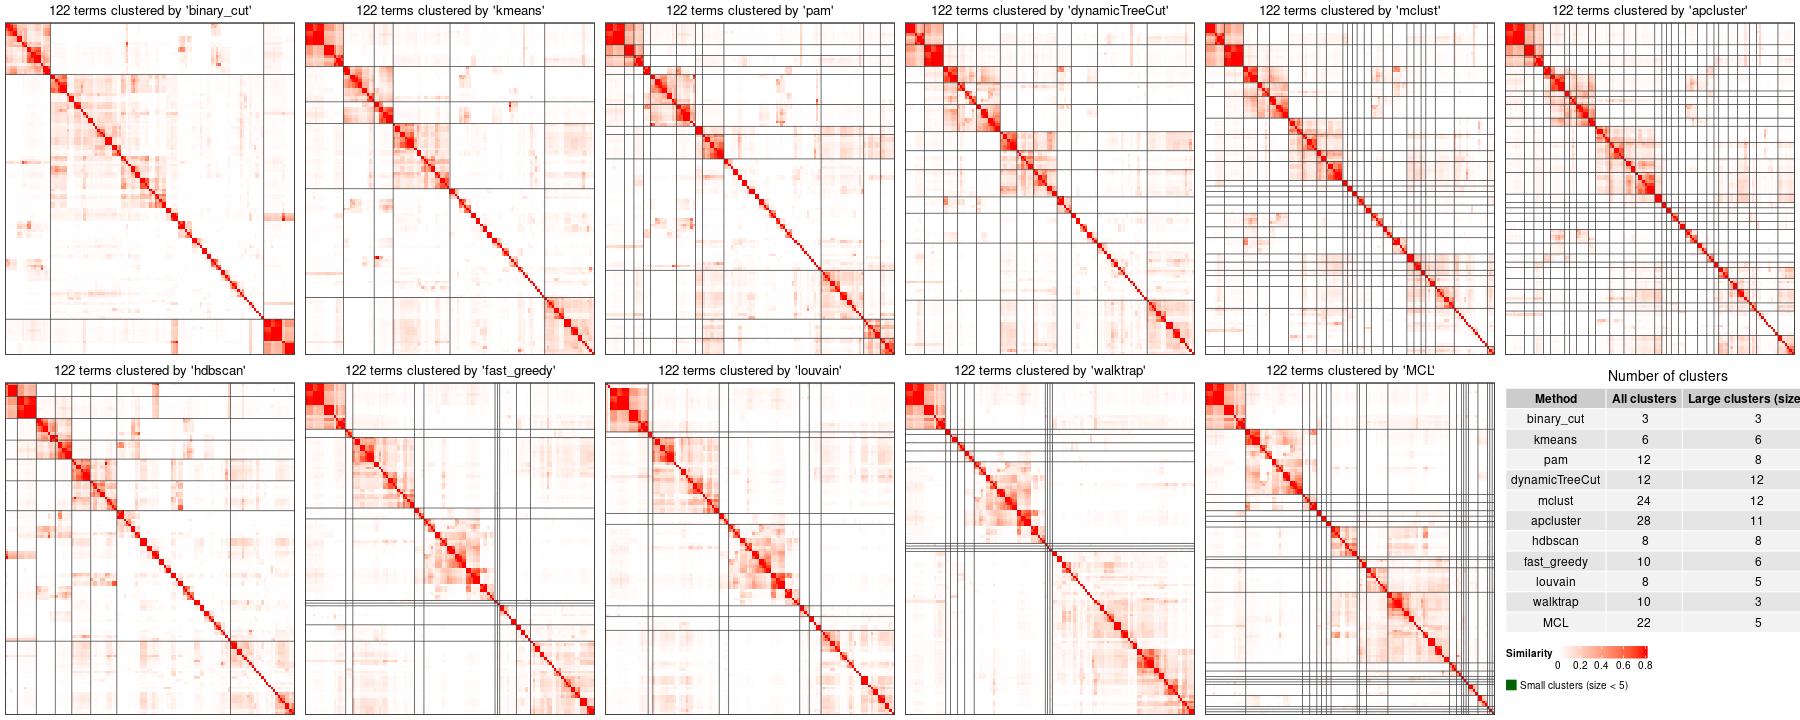 122 terms clustered by 'binary_cut'
122 terms clustered by 'kmeans'
122 terms clustered by 'pam'
122 terms clustered by 'dynamicTreeCut'
122 terms clustered by 'mclust'
122 terms clustered by 'apcluster'
122 terms clustered by 'hdbscan'
122 terms clustered by 'fast_greedy'
122 terms clustered by 'louvain'
122 terms clustered by 'walktrap'
122 terms clustered by 'MCL'
Number of clusters
Method All clusters Large clusters (size
binary_cut 3 3
kmeans 6 6
pam 12 8
dynamicTreeCut 12 12
mclust 24 12
apcluster 28 11
hdbscan 8 8
fast_greedy 10 6
louvain 8 5
walktrap 10 3
MCL 22 5
Similarity
0 0.2 0.4 0.6 0.8
Small clusters (size < 5)